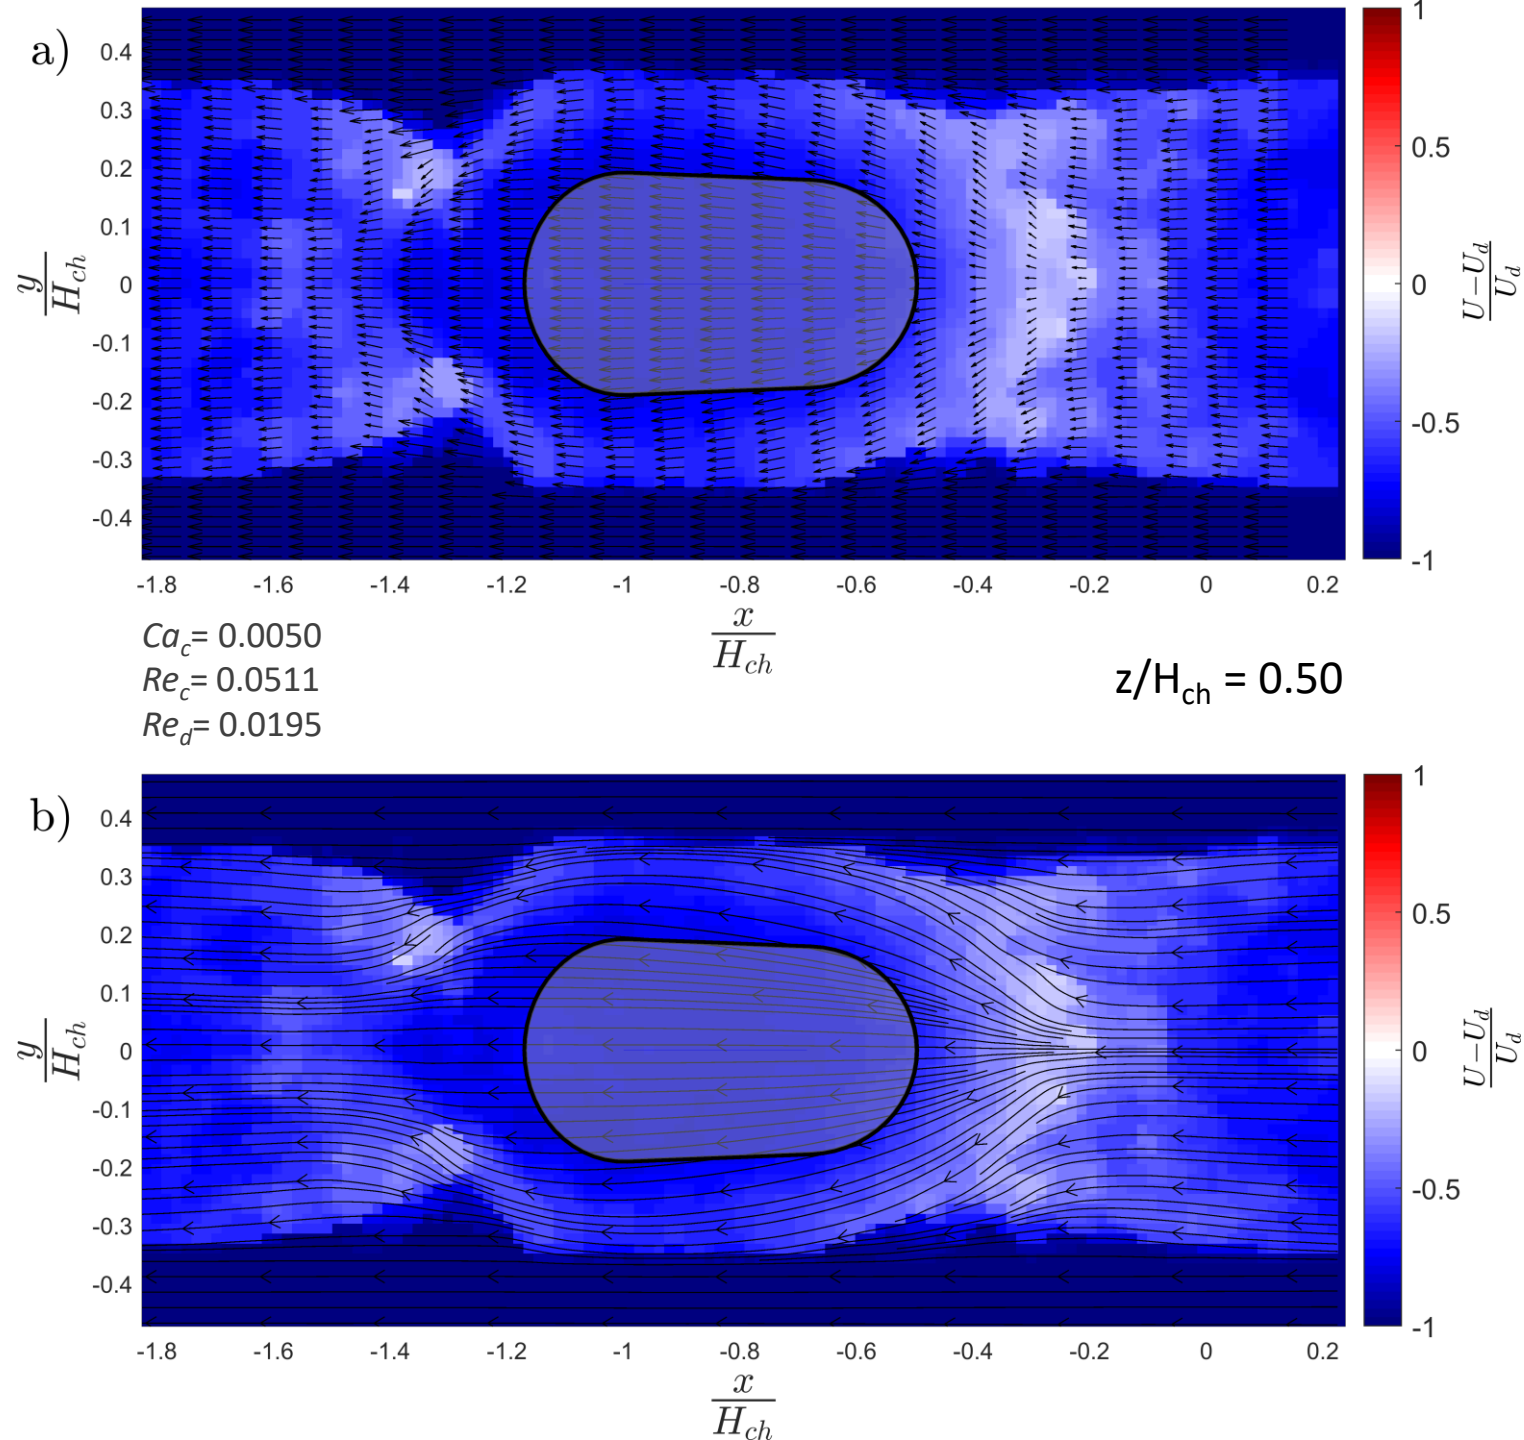 a)
0.4
0.3
0.2
0.1
0
-0.1
-0.2
-0.3
-0.4
y
H_ch
-1.8 -1.6 -1.4 -1.2 -1 -0.8 -0.6 -0.4 -0.2 0 0.2
x
H_ch
1
0.5
0
-0.5
-1
U−U_d
U_d
Ca_c= 0.0050
Re_c= 0.0511
Re_d= 0.0195
z/H_ch = 0.50
b)
0.4
0.3
0.2
0.1
0
-0.1
-0.2
-0.3
-0.4
y
H_ch
-1.8 -1.6 -1.4 -1.2 -1 -0.8 -0.6 -0.4 -0.2 0 0.2
x
H_ch
1
0.5
0
-0.5
-1
U−U_d
U_d